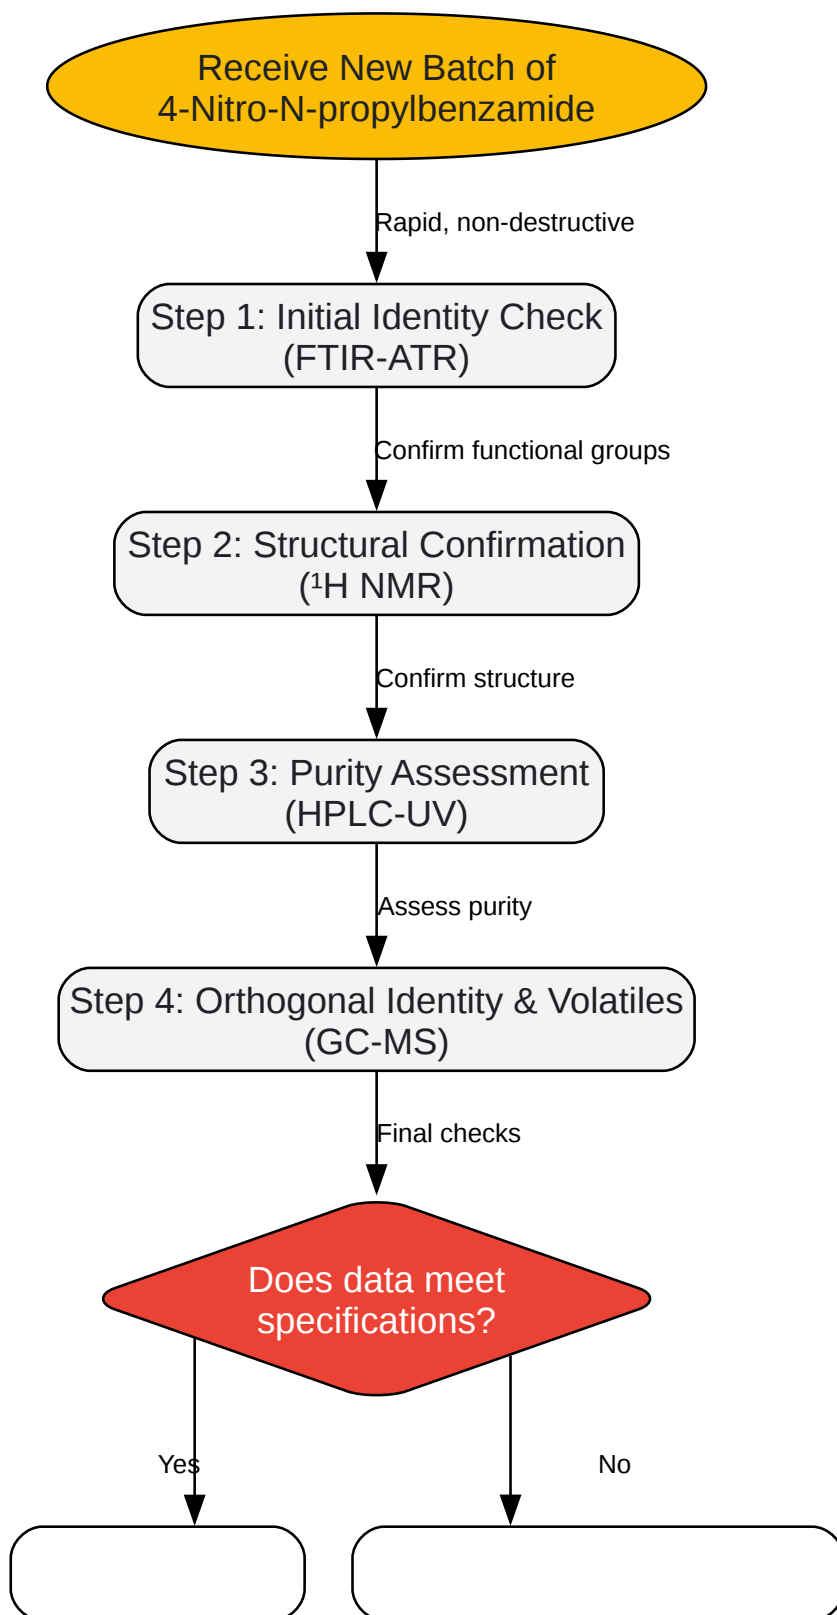 Receive New Batch of
4-Nitro-N-propylbenzamide
Rapid, non-destructive
Step 1: Initial Identity Check
(FTIR-ATR)
Confirm functional groups
Step 2: Structural Confirmation
(¹H NMR)
Confirm structure
Step 3: Purity Assessment
(HPLC-UV)
Assess purity
Step 4: Orthogonal Identity & Volatiles
(GC-MS)
Final checks
Does data meet
specifications?
Yes
No